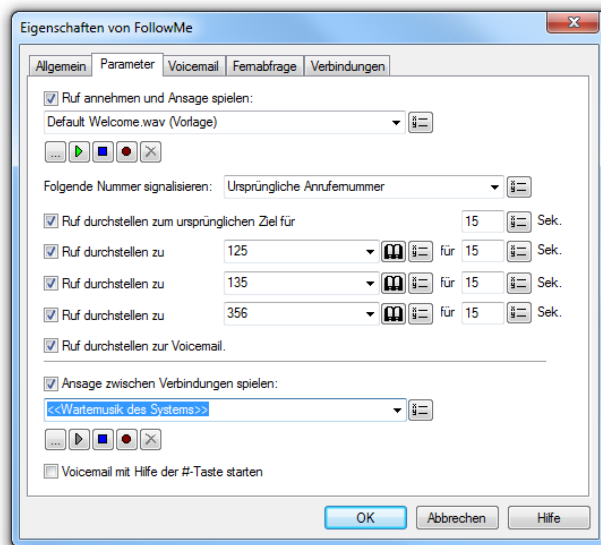 Eigenschaften von FollowMe
Allgemein Parameter Voicemail Fernabfrage Verbindungen
Ruf annehmen und Ansage spielen:
Default Welcome.wav (Vorlage)
...
Folgende Nummer signalisieren: Ursprüngliche Anrufernummer
Ruf durchstellen zum ursprünglichen Ziel für 15 Sek.
Ruf durchstellen zu 125 für 15 Sek.
Ruf durchstellen zu 135 für 15 Sek.
Ruf durchstellen zu 356 für 15 Sek.
Ruf durchstellen zur Voicemail.
Ansage zwischen Verbindungen spielen:
<<Wartemusik des Systems>>
...
Voicemail mit Hilfe der #-Taste starten
OK Abbrechen Hilfe